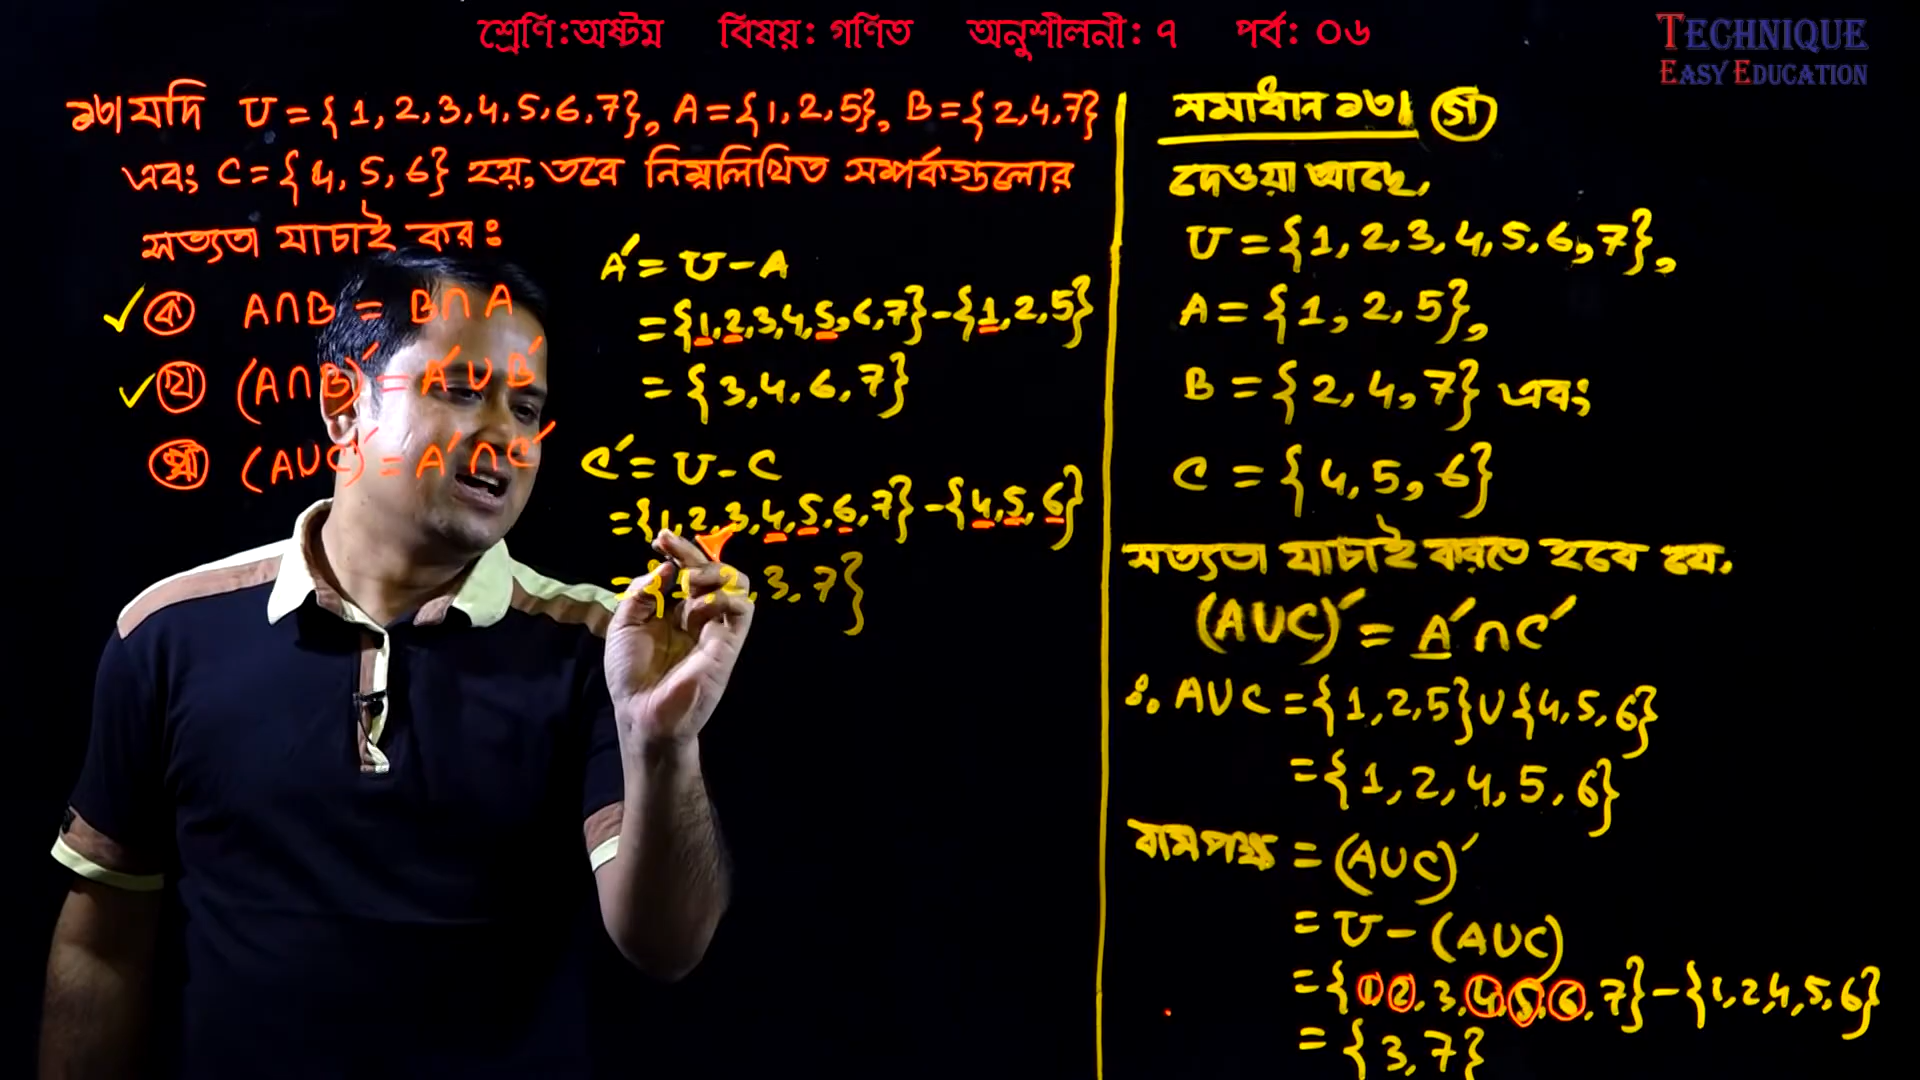 শ্রেণি:অষ্টম বিষয়: গণিত অনুশীলনী: ৭ পর্ব: ০৬
TECHNIQUE
EASY EDUCATION
১৩। যদি U = {1, 2, 3, 4, 5, 6, 7}, A = {1, 2, 5}, B = {2, 4, 7}
এবং C = {4, 5, 6} হয়, তবে নিম্নলিখিত সম্পর্কগুলোর
সত্যতা যাচাই কর:
✓ ক A∩B = B∩A
✓ খ (A∩B)′ = A′∪B′
গ (A∪C)′ = A′∩C′
A′ = U - A
= {1,2,3,4,5,6,7} - {1,2,5}
= {3,4,6,7}
C′ = U - C
= {1,2,3,4,5,6,7} - {4,5,6}
= {1,2,3,7}
সমাধান ১৩। গ
দেওয়া আছে,
U = {1, 2, 3, 4, 5, 6, 7},
A = {1, 2, 5},
B = {2, 4, 7} এবং
C = {4, 5, 6}
সত্যতা যাচাই করতে হবে যে,
(A∪C)′ = A′∩C′
∴ A∪C = {1,2,5}∪{4,5,6}
= {1, 2, 4, 5, 6}
বামপক্ষ = (A∪C)′
= U - (A∪C)
= {1,2,3,4,5,6,7} - {1,2,4,5,6}
= {3,7}